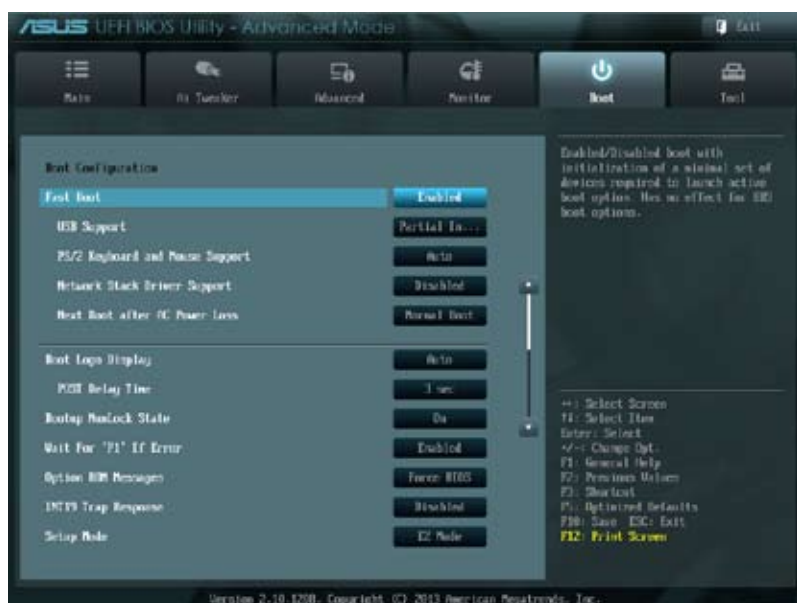 ASUS UEFI BIOS Utility - Advanced Mode
Exit
Main
Ai Tweaker
Advanced
Monitor
Boot
Tool
Boot Configuration
Fast Boot
Enabled
USB Support
Partial In...
PS/2 Keyboard and Mouse Support
Auto
Network Stack Driver Support
Disabled
Next Boot after AC Power Loss
Normal Boot
Boot Logo Display
Auto
POST Delay Time
3 sec
Bootup NumLock State
On
Wait For 'F1' If Error
Enabled
Option ROM Messages
Force BIOS
INT19 Trap Response
Disabled
Setup Mode
EZ Mode
Enabled/Disabled boot with
initialization of a minimal set of
devices required to launch active
boot option. Has no effect for BBS
boot options.
→←: Select Screen
↑↓: Select Item
Enter: Select
+/-: Change Opt.
F1: General Help
F2: Previous Values
F3: Shortcut
F5: Optimized Defaults
F10: Save ESC: Exit
F12: Print Screen
Version 2.10.1208. Copyright (C) 2013 American Megatrends, Inc.